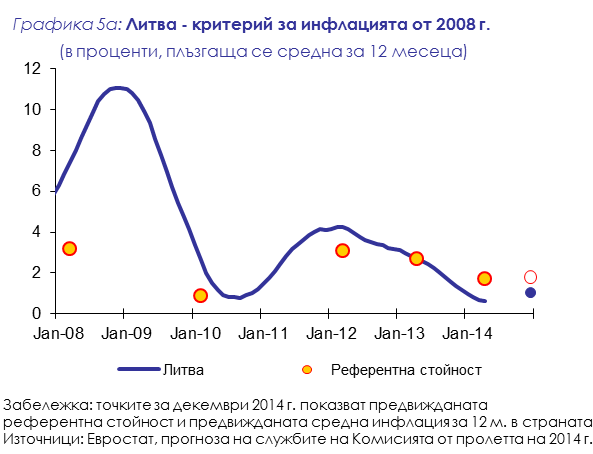 Графика 5а: Литва - критерий за инфлацията от 2008 г.
(в проценти, плъзгаща се средна за 12 месеца)
12
10
8
6
4
2
0
Jan-08 Jan-09 Jan-10 Jan-11 Jan-12 Jan-13 Jan-14
Литва Референтна стойност
Забележка: точките за декември 2014 г. показват предвижданата
референтна стойност и предвижданата средна инфлация за 12 м. в страната
Източници: Евростат, прогноза на службите на Комисията от пролетта на 2014 г.